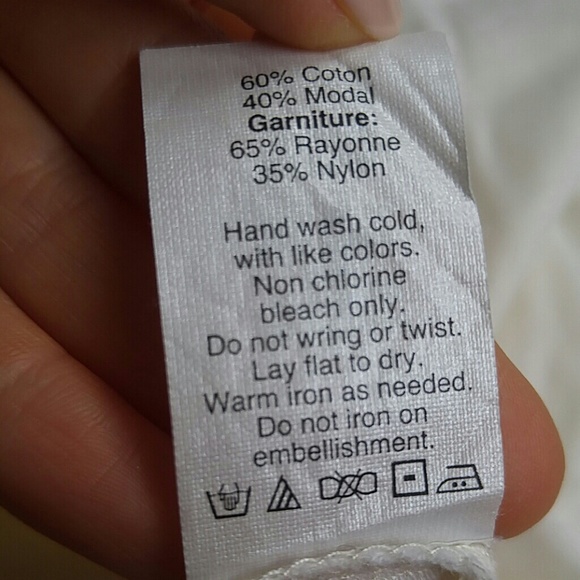 60% Coton
40% Modal
Garniture:
65% Rayonne
35% Nylon
Hand wash cold,
with like colors.
Non chlorine
bleach only.
Do not wring or twist.
Lay flat to dry.
Warm iron as needed.
Do not iron on
embellishment.